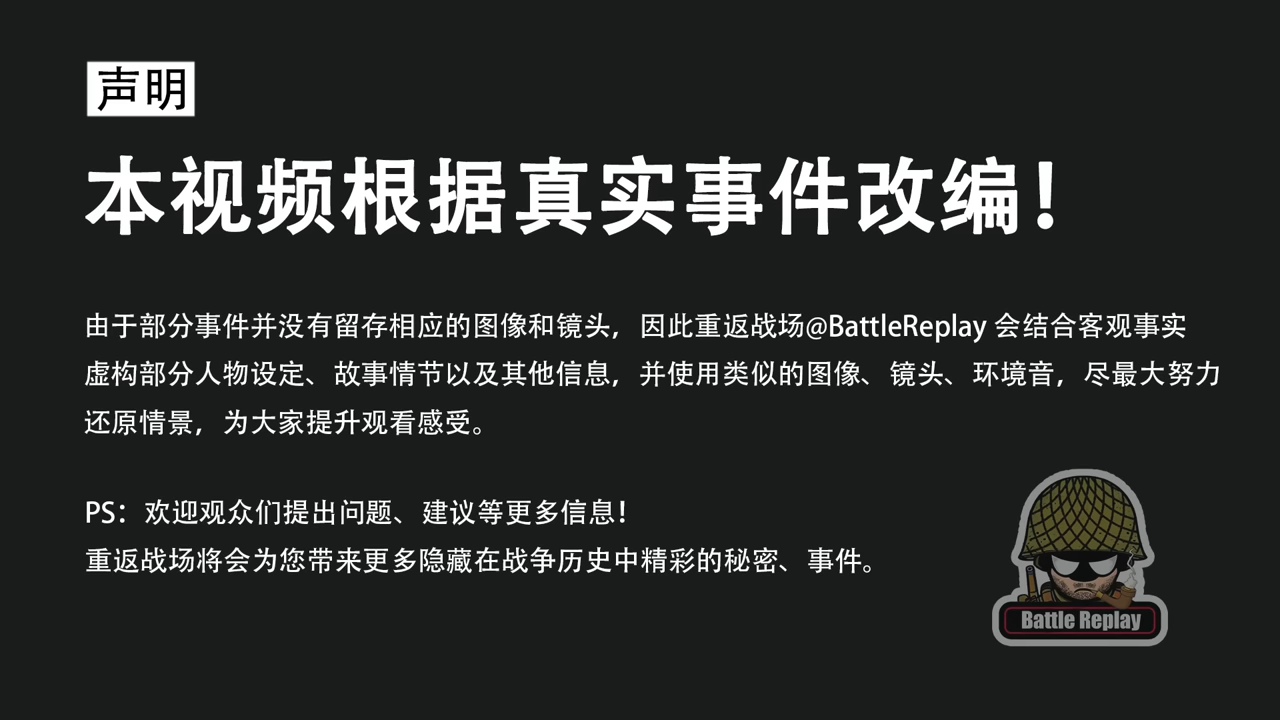 声明
本视频根据真实事件改编！
由于部分事件并没有留存相应的图像和镜头，因此重返战场@BattleReplay 会结合客观事实
虚构部分人物设定、故事情节以及其他信息，并使用类似的图像、镜头、环境音，尽最大努力
还原情景，为大家提升观看感受。
PS：欢迎观众们提出问题、建议等更多信息！
重返战场将会为您带来更多隐藏在战争历史中精彩的秘密、事件。
Battle Replay